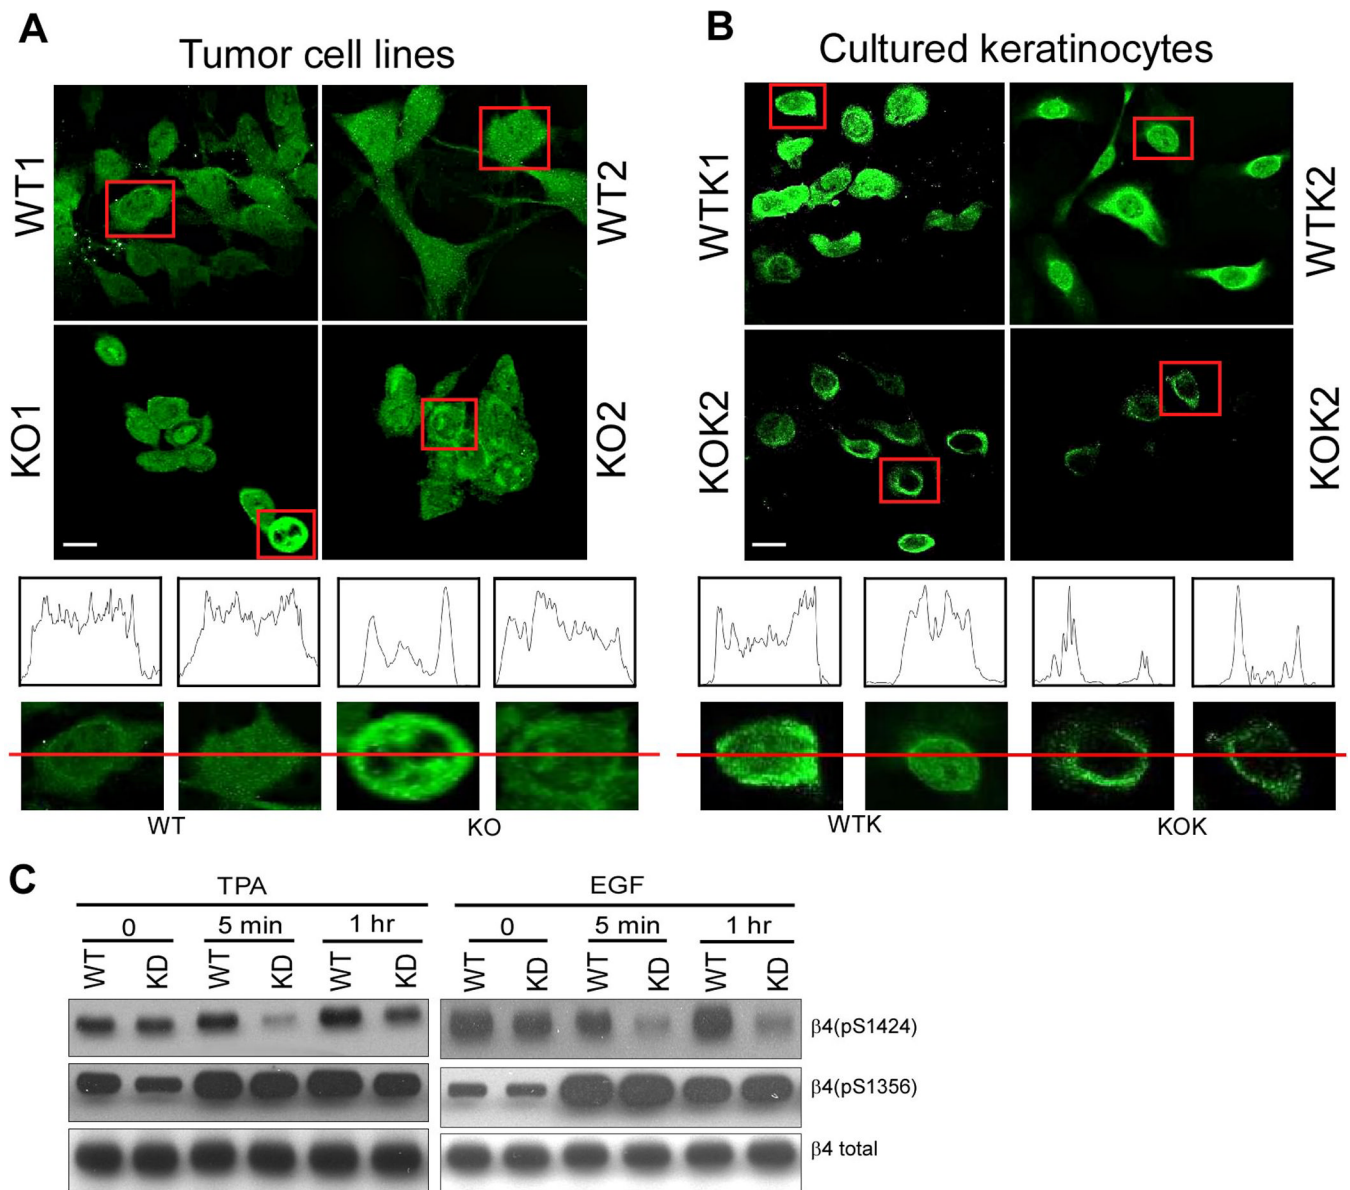 A
Tumor cell lines
WT1
WT2
KO1
KO2
WT
KO
B
Cultured keratinocytes
WTK1
WTK2
KOK2
KOK2
WTK
KOK
C
TPA
EGF
0 5 min 1 hr
0 5 min 1 hr
WT KD WT KD WT KD
WT KD WT KD WT KD
β4(pS1424)
β4(pS1356)
β4 total